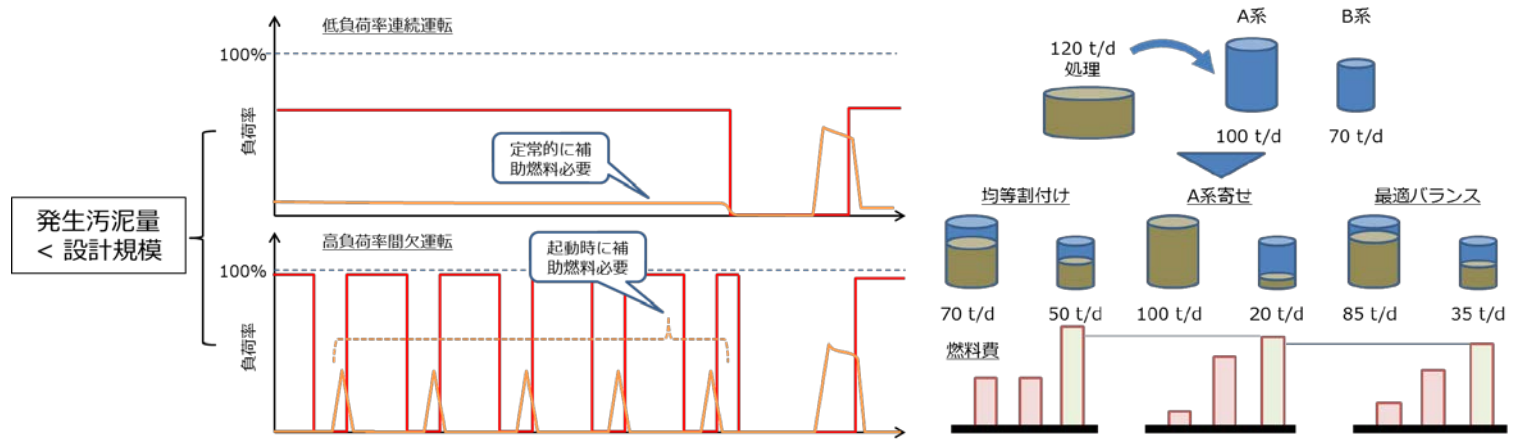 発生汚泥量
< 設計規模
低負荷率連続運転
100%
負荷率
定常的に補
助燃料必要
高負荷率間欠運転
100%
負荷率
起動時に補
助燃料必要
A系
B系
120 t/d
処理
100 t/d
70 t/d
均等割付け
A系寄せ
最適バランス
70 t/d
50 t/d
100 t/d
20 t/d
85 t/d
35 t/d
燃料費